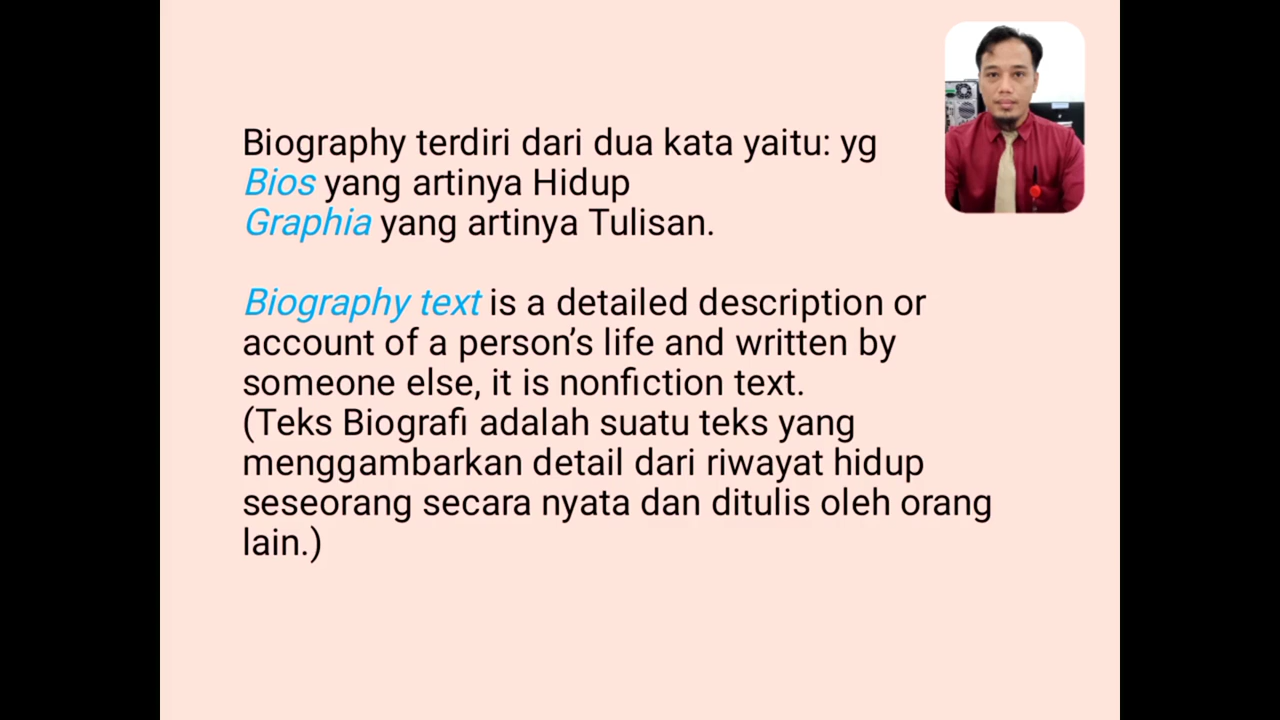 Biography terdiri dari dua kata yaitu: yg
Bios yang artinya Hidup
Graphia yang artinya Tulisan.
Biography text is a detailed description or
account of a person’s life and written by
someone else, it is nonfiction text.
(Teks Biografi adalah suatu teks yang
menggambarkan detail dari riwayat hidup
seseorang secara nyata dan ditulis oleh orang
lain.)